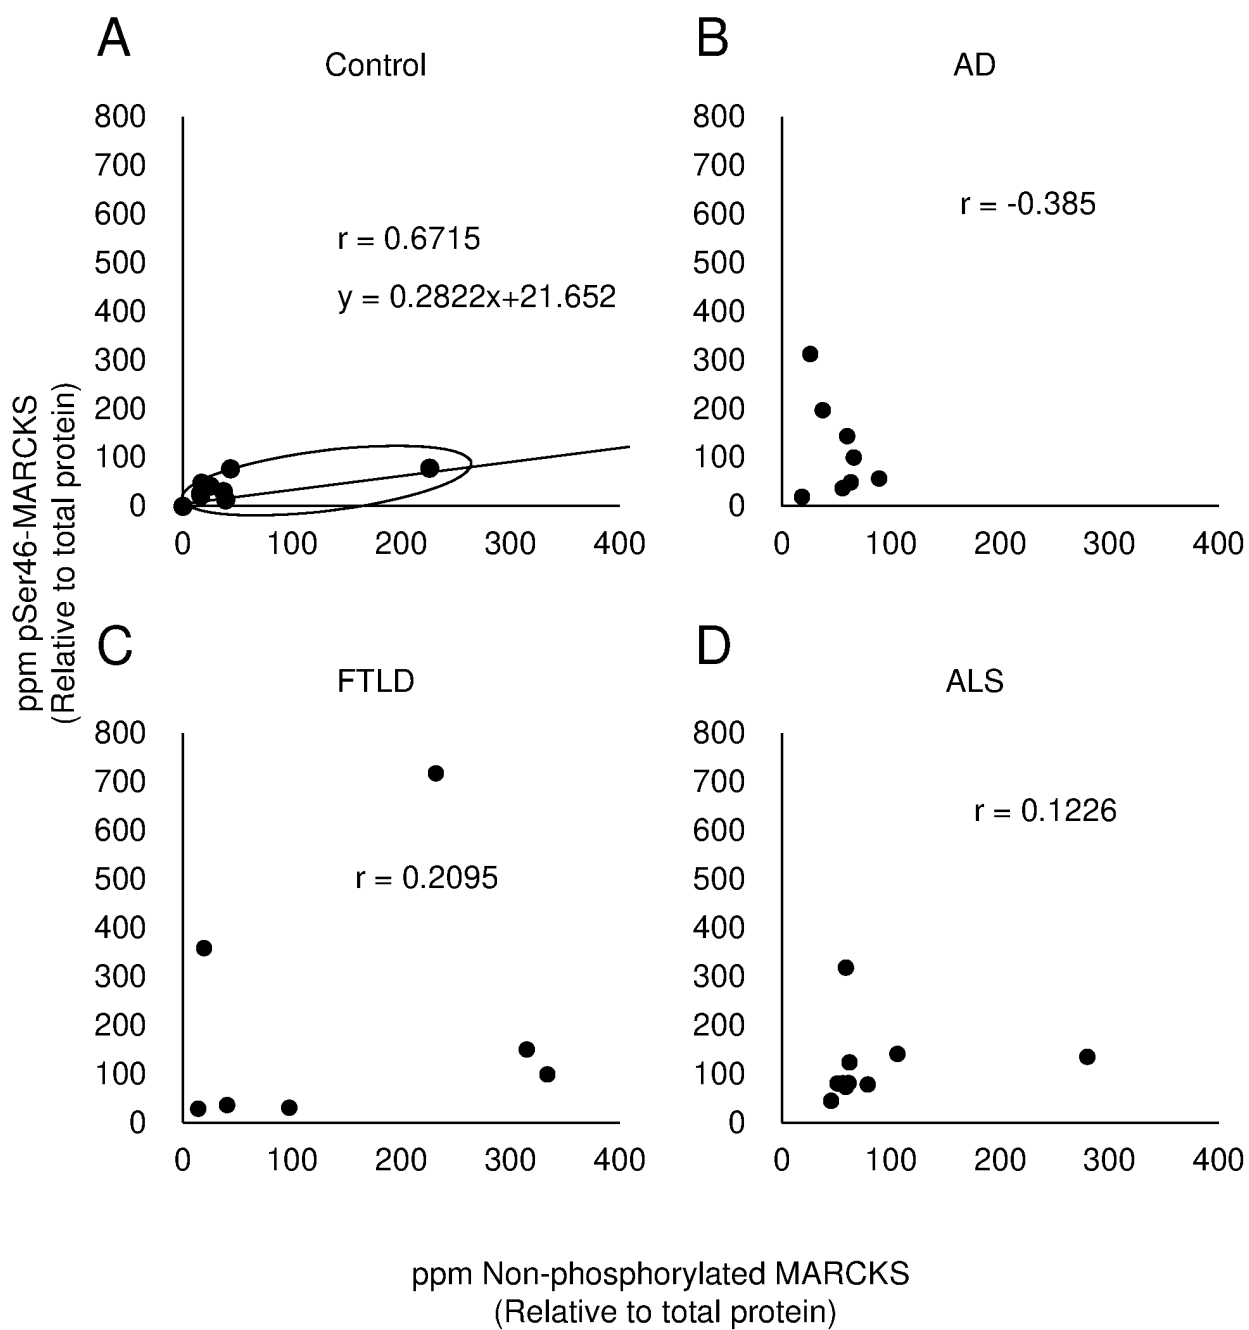 A
Control
800
700
600
500
400
300
200
100
0
0 100 200 300 400
r = 0.6715
y = 0.2822x+21.652
B
AD
800
700
600
500
400
300
200
100
0
0 100 200 300 400
r = -0.385
ppm pSer46-MARCKS
(Relative to total protein)
C
FTLD
800
700
600
500
400
300
200
100
0
0 100 200 300 400
r = 0.2095
D
ALS
800
700
600
500
400
300
200
100
0
0 100 200 300 400
r = 0.1226
ppm Non-phosphorylated MARCKS
(Relative to total protein)